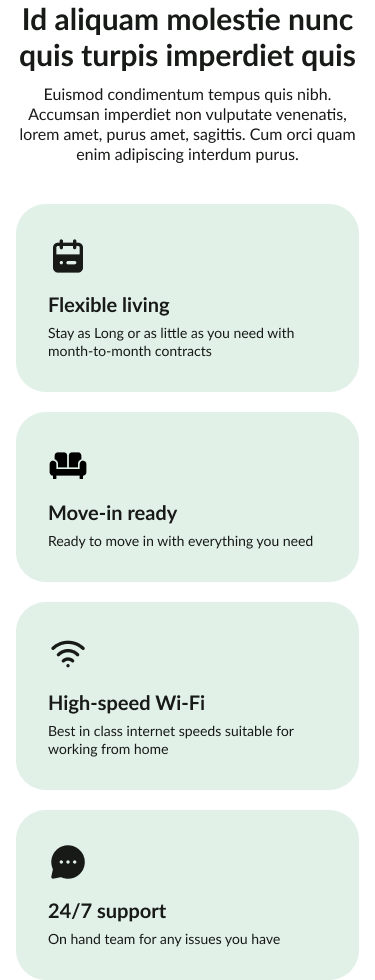 Id aliquam molestie nunc
quis turpis imperdiet quis
Euismod condimentum tempus quis nibh.
Accumsan imperdiet non vulputate venenatis,
lorem amet, purus amet, sagittis. Cum orci quam
enim adipiscing interdum purus.
Flexible living
Stay as Long or as little as you need with
month-to-month contracts
Move-in ready
Ready to move in with everything you need
High-speed Wi-Fi
Best in class internet speeds suitable for
working from home
24/7 support
On hand team for any issues you have